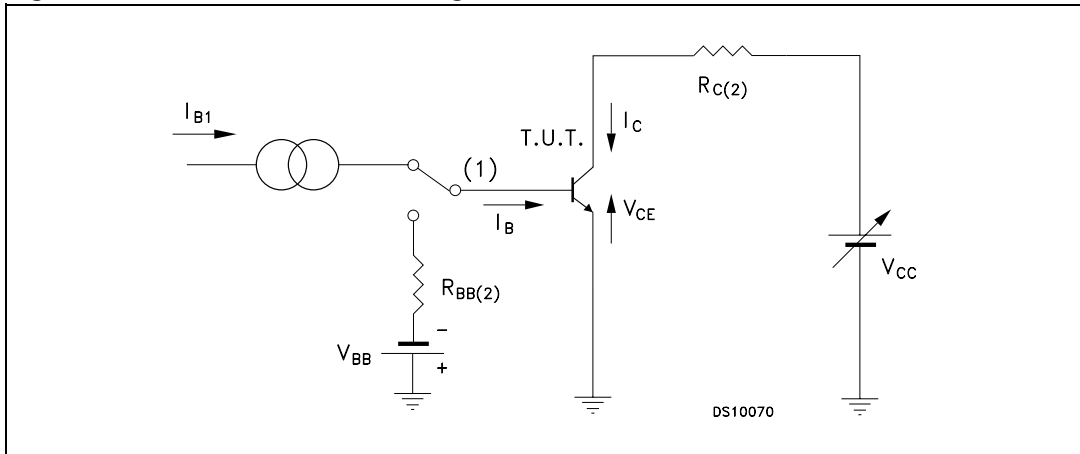 R_C(2)
I_B1
I_C
T.U.T.
(1)
I_B
V_CE
V_CC
R_BB(2)
V_BB
-
+
DS10070